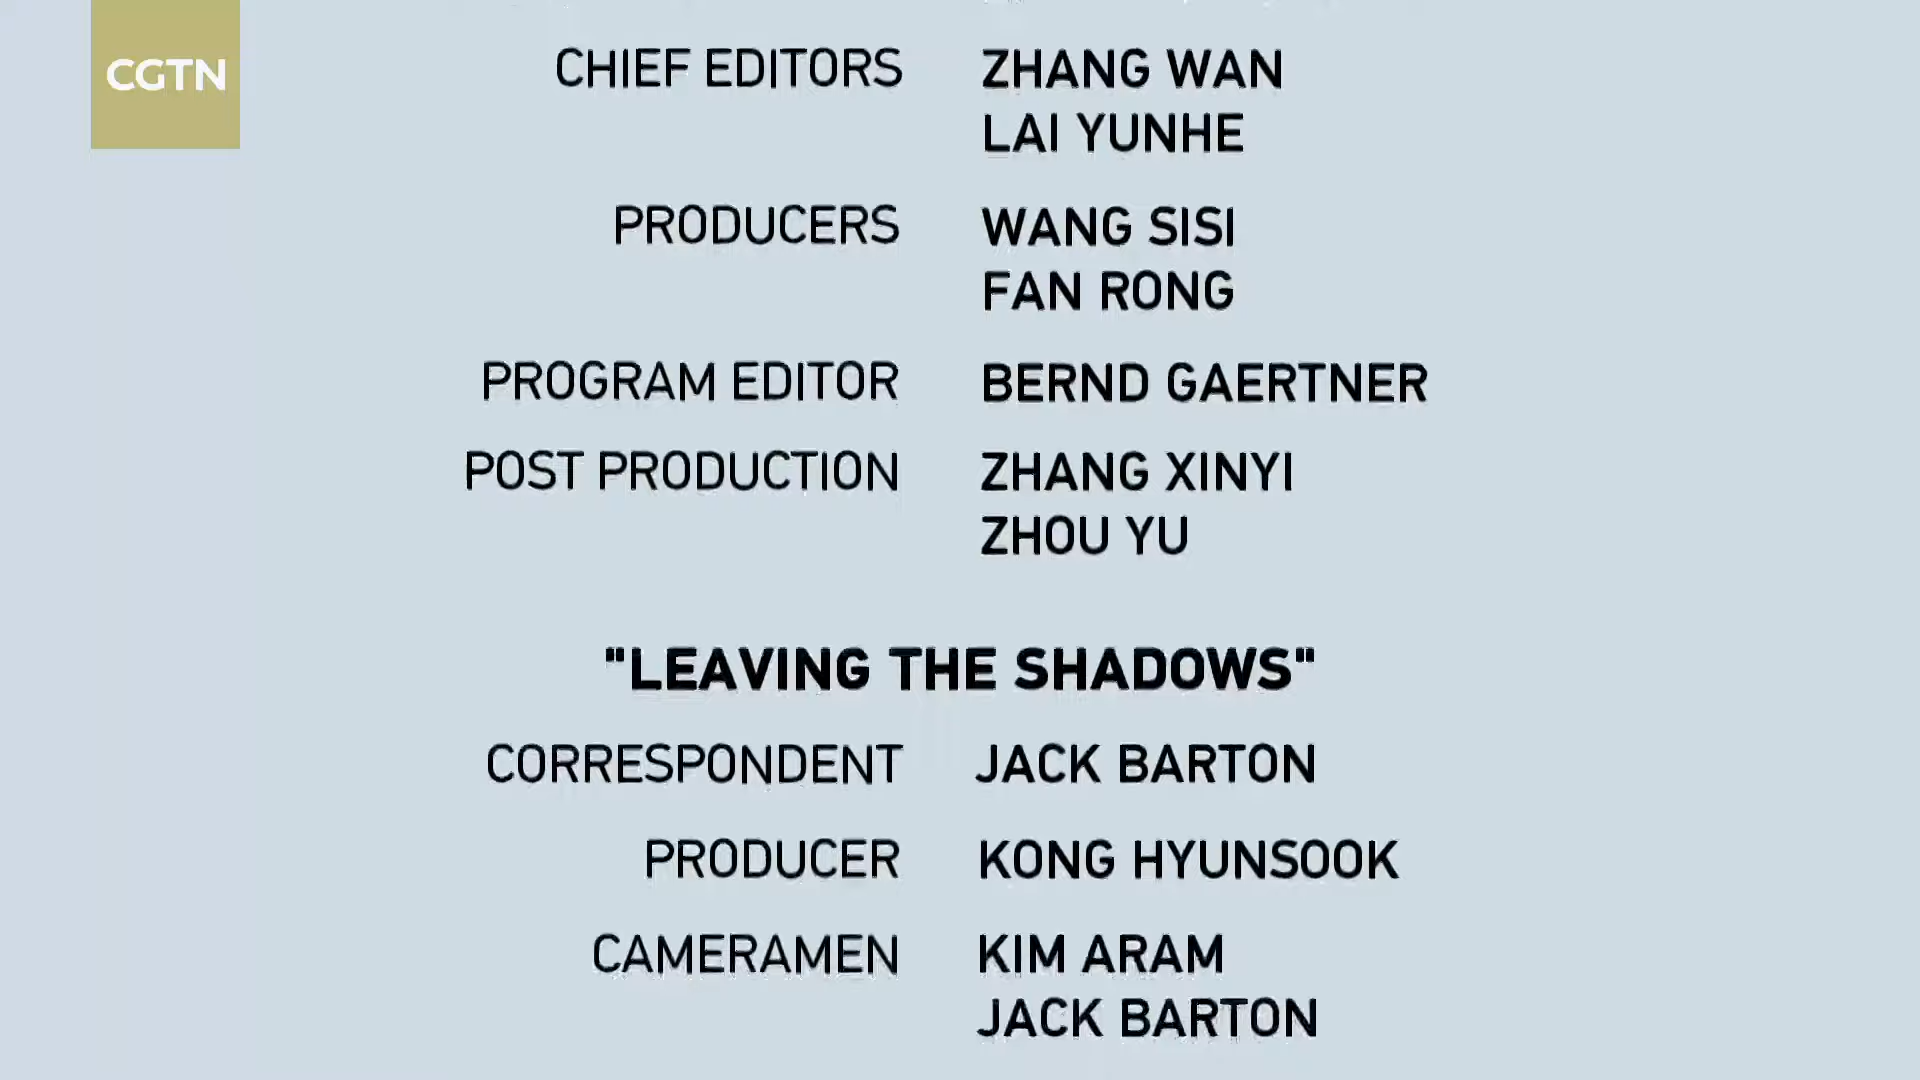 CGTN
CHIEF EDITORS ZHANG WAN
LAI YUNHE
PRODUCERS WANG SISI
FAN RONG
PROGRAM EDITOR BERND GAERTNER
POST PRODUCTION ZHANG XINYI
ZHOU YU
"LEAVING THE SHADOWS"
CORRESPONDENT JACK BARTON
PRODUCER KONG HYUNSOOK
CAMERAMEN KIM ARAM
JACK BARTON